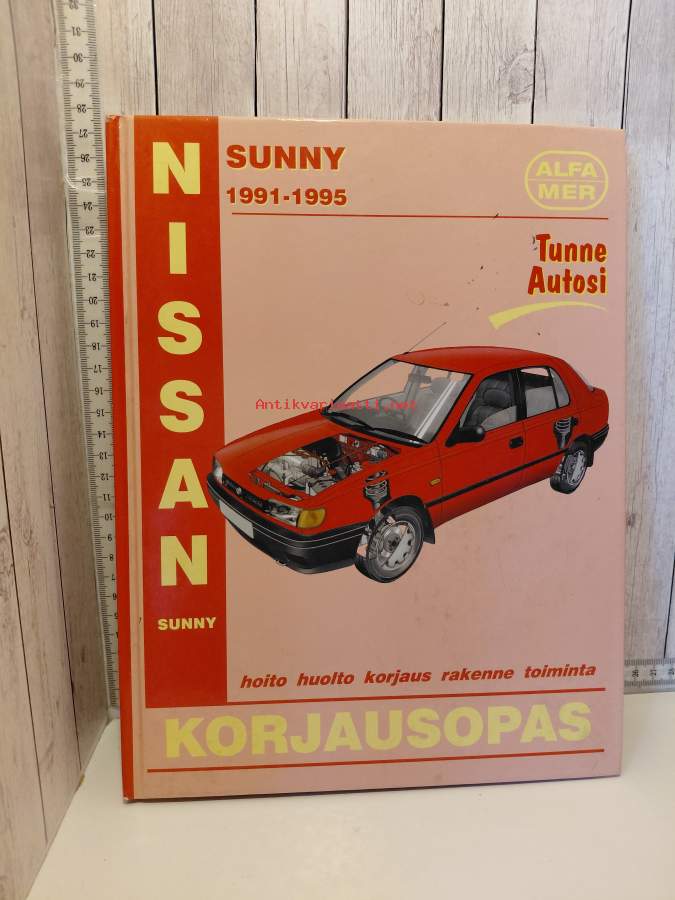 NISSAN
SUNNY
SUNNY
1991-1995
ALFA
MER
Tunne
Autosi
Antikvariaatti.net
hoito huolto korjaus rakenne toiminta
KORJAUSOPAS